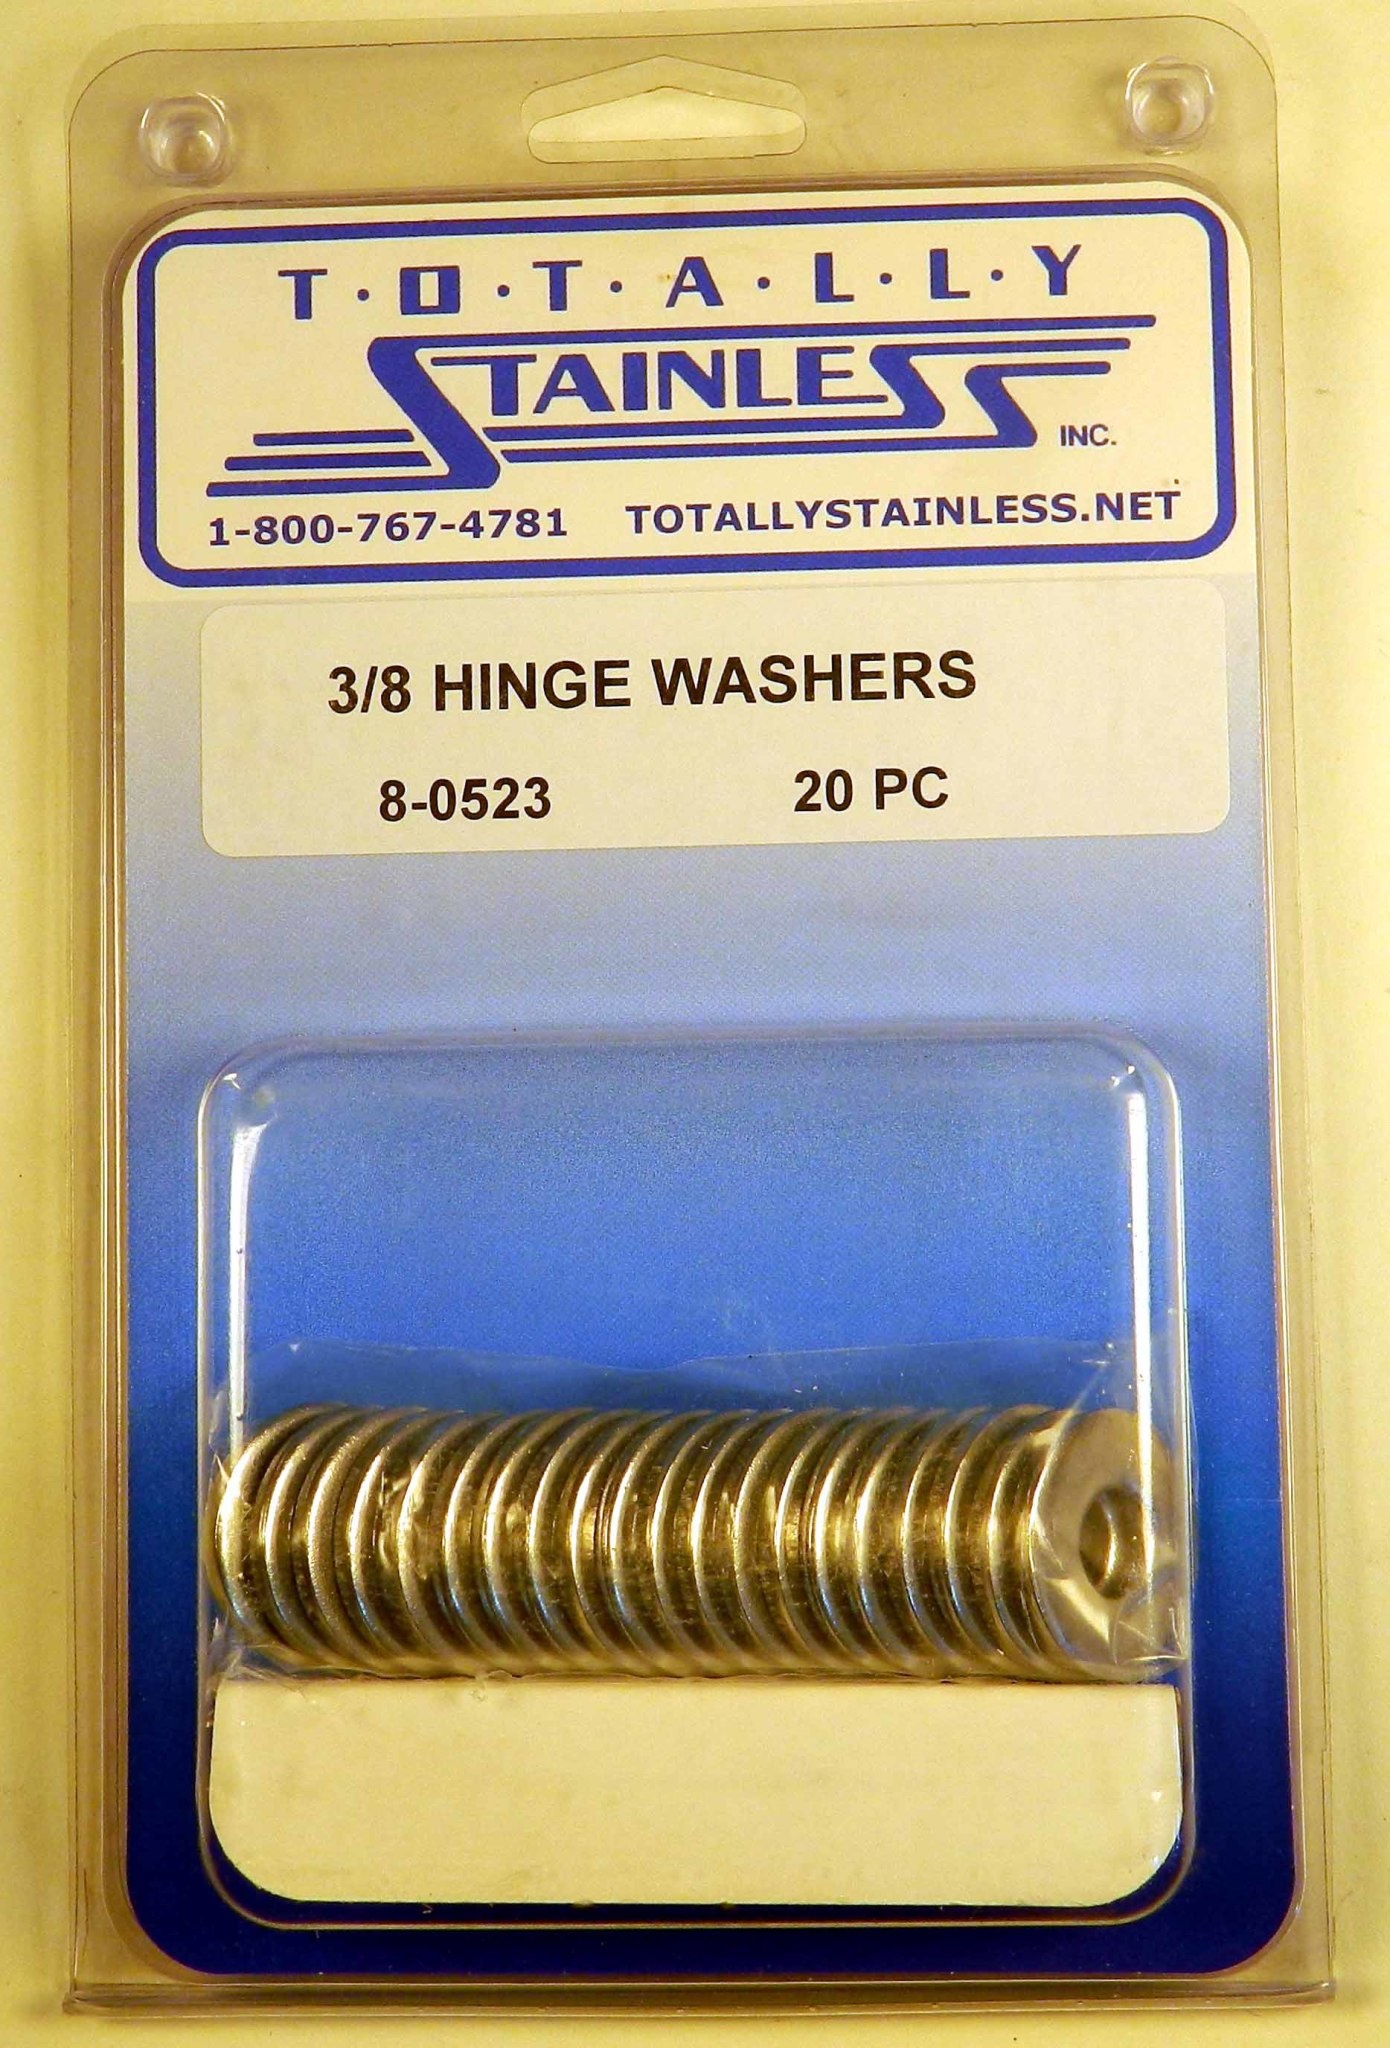 T·O·T·A·L·L·Y
STAINLESS INC.
1-800-767-4781 TOTALLYSTAINLESS.NET
3/8 HINGE WASHERS
8-0523 20 PC